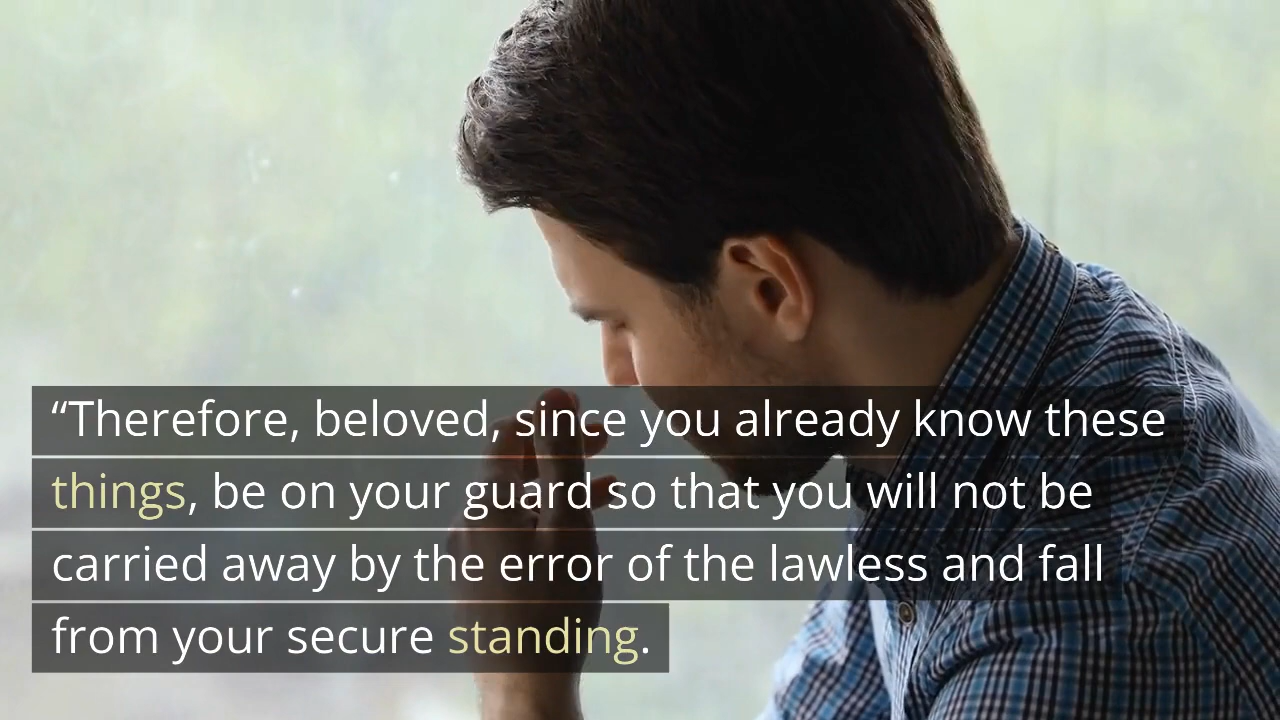 “Therefore, beloved, since you already know these
things, be on your guard so that you will not be
carried away by the error of the lawless and fall
from your secure standing.